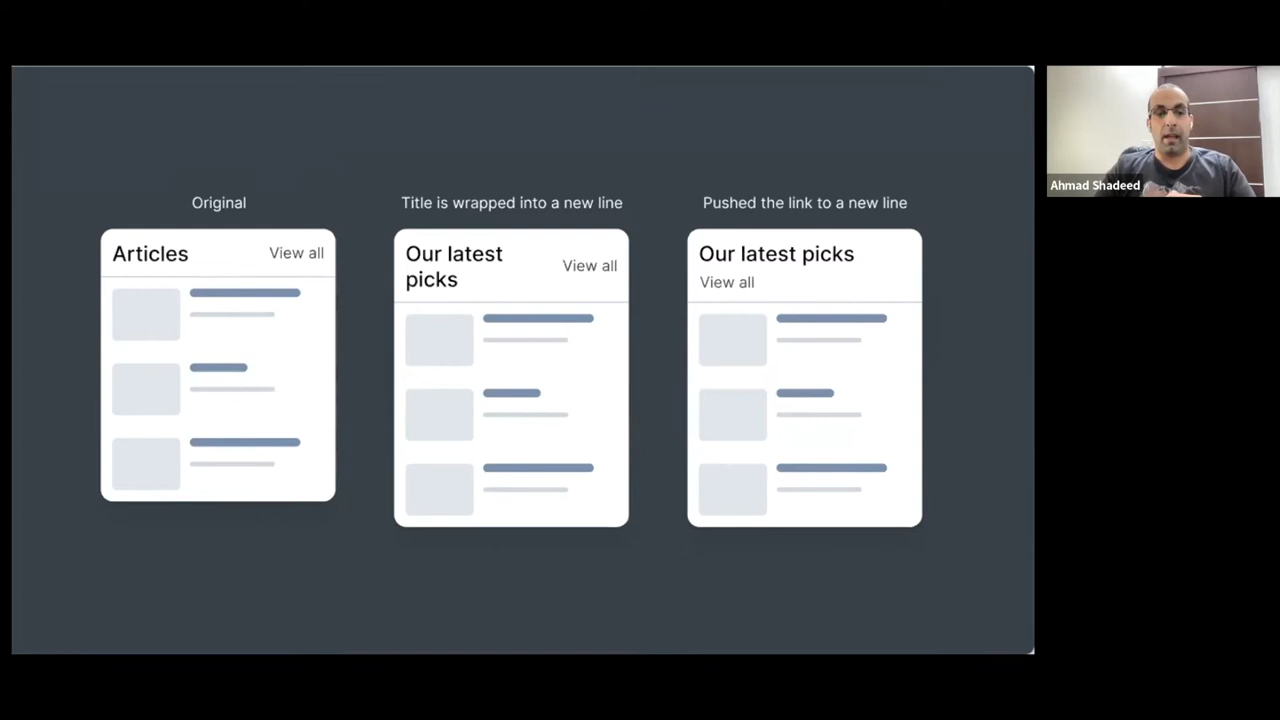 Original
Articles
View all
Title is wrapped into a new line
Our latest
picks
View all
Pushed the link to a new line
Our latest picks
View all
Ahmad Shadeed